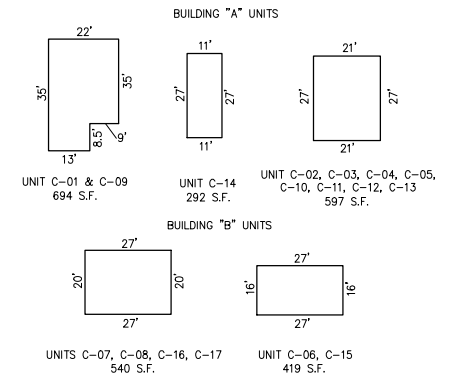 BUILDING "A" UNITS
22'
35'
35'
8.5'
9'
13'
UNIT C-01 & C-09
694 S.F.
11'
27'
27'
11'
UNIT C-14
292 S.F.
21'
27'
27'
21'
UNIT C-02, C-03, C-04, C-05,
C-10, C-11, C-12, C-13
597 S.F.
BUILDING "B" UNITS
27'
20'
20'
27'
UNITS C-07, C-08, C-16, C-17
540 S.F.
27'
16'
16'
27'
UNIT C-06, C-15
419 S.F.